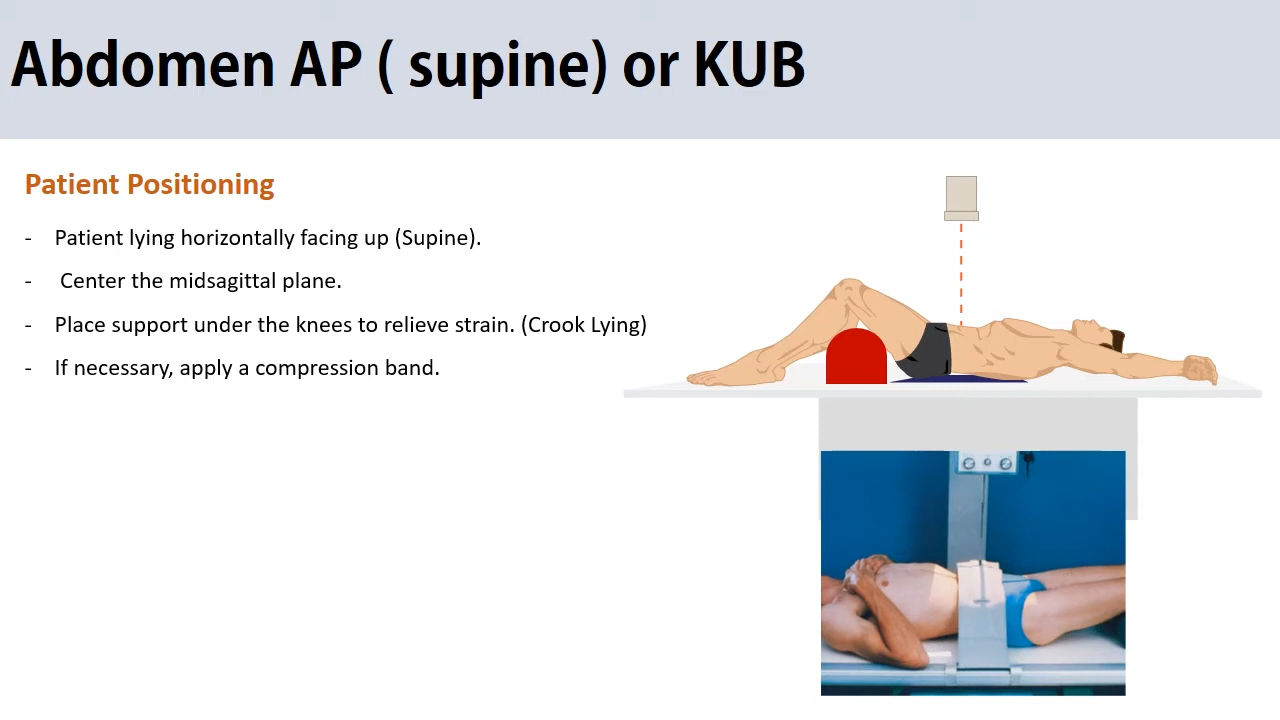 Abdomen AP ( supine) or KUB
Patient Positioning
- Patient lying horizontally facing up (Supine).
- Center the midsagittal plane.
- Place support under the knees to relieve strain. (Crook Lying)
- If necessary, apply a compression band.